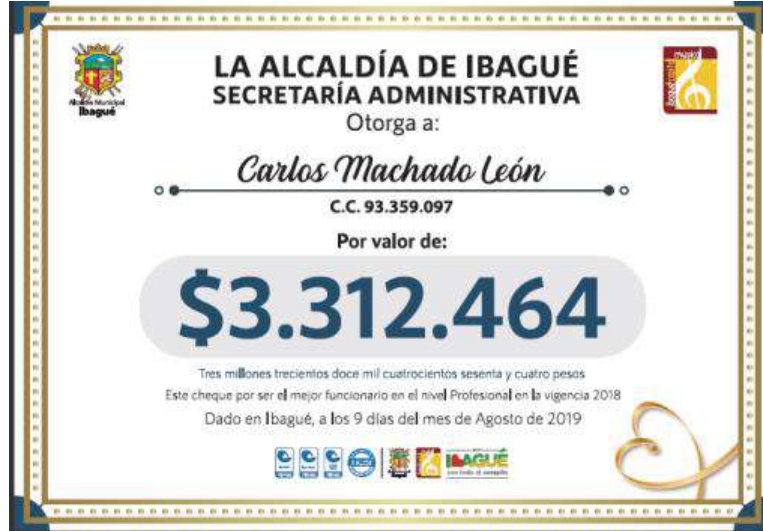 LA ALCALDÍA DE IBAGUÉ
SECRETARÍA ADMINISTRATIVA
Otorga a:
Alcaldía Municipal
Ibagué
Carlos Machado León
C.C. 93.359.097
Por valor de:
$3.312.464
Tres millones trecientos doce mil cuatrocientos sesenta y cuatro pesos
Este cheque por ser el mejor funcionario en el nivel Profesional en la vigencia 2018
Dado en Ibagué, a los 9 días del mes de Agosto de 2019
IBAGUÉ